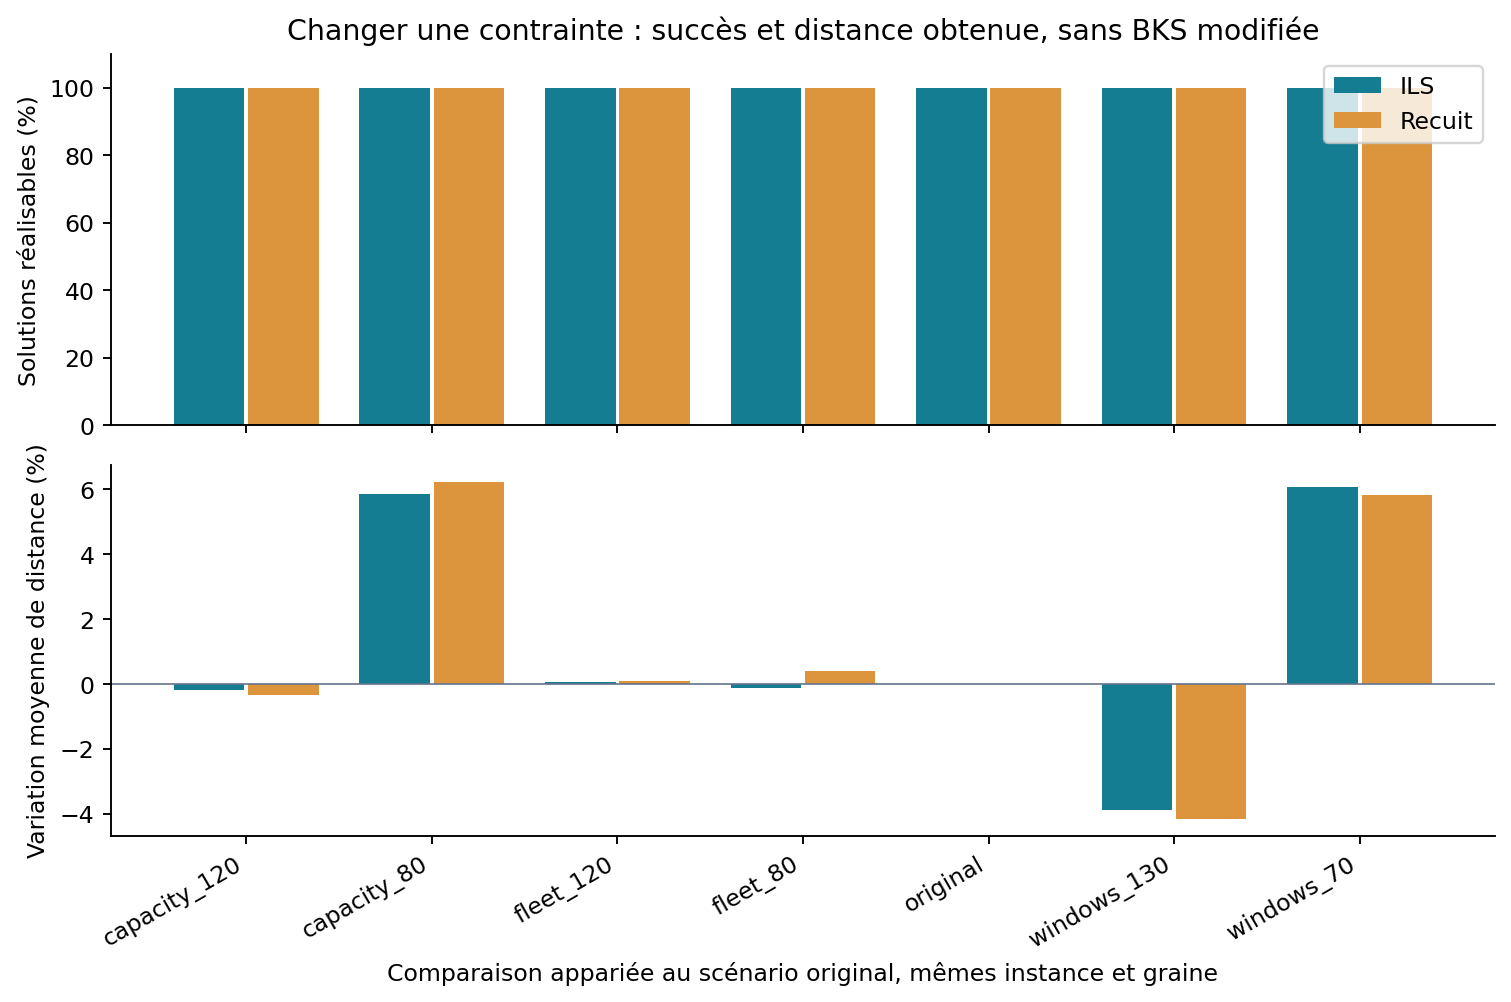 Changer une contrainte : succès et distance obtenue, sans BKS modifiée
Solutions réalisables (%)
100
80
60
40
20
0
ILS
Recuit
Variation moyenne de distance (%)
6
4
2
0
−2
−4
capacity_120
capacity_80
fleet_120
fleet_80
original
windows_130
windows_70
Comparaison appariée au scénario original, mêmes instance et graine